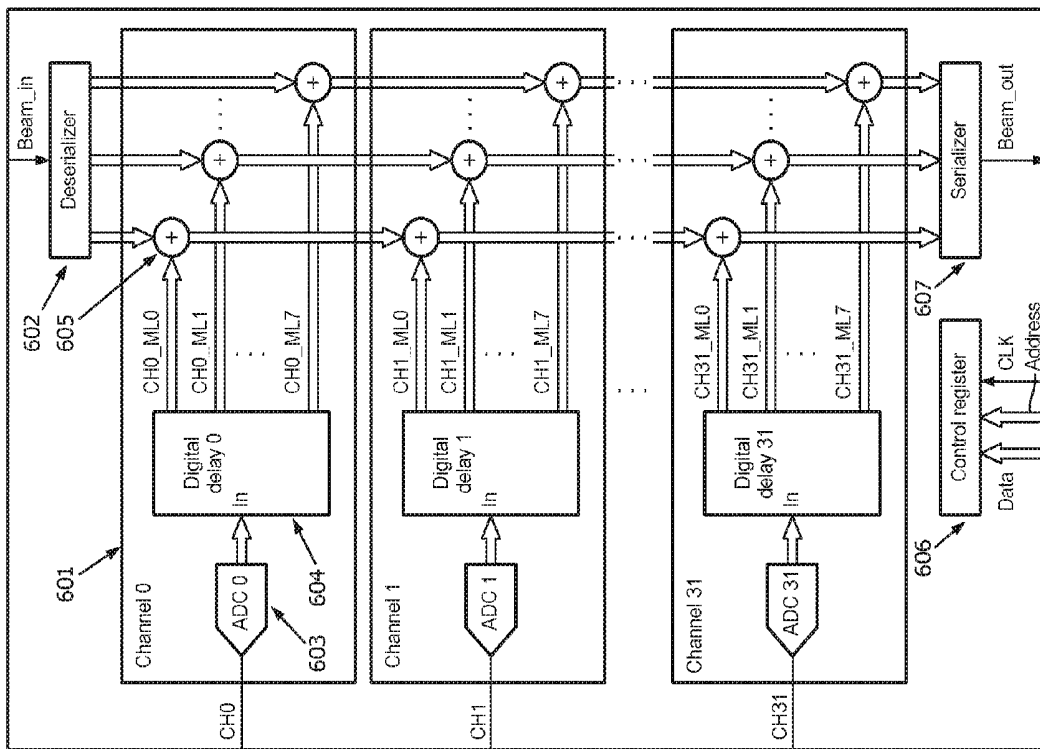 Beam_in
Deserializer
602
605
601
Channel 0
CH0
ADC 0
603
In
Digital
delay 0
604
CH0_ML0
CH0_ML1
CH0_ML7
+
+
+
. . .
. . .
Channel 1
CH1
ADC 1
In
Digital
delay 1
CH1_ML0
CH1_ML1
CH1_ML7
+
+
+
. . .
. . .
. . .
. . .
. . .
Channel 31
CH31
ADC 31
In
Digital
delay 31
CH31_ML0
CH31_ML1
CH31_ML7
+
+
+
. . .
. . .
606
Control register
Data
Address
CLK
607
Serializer
Beam_out